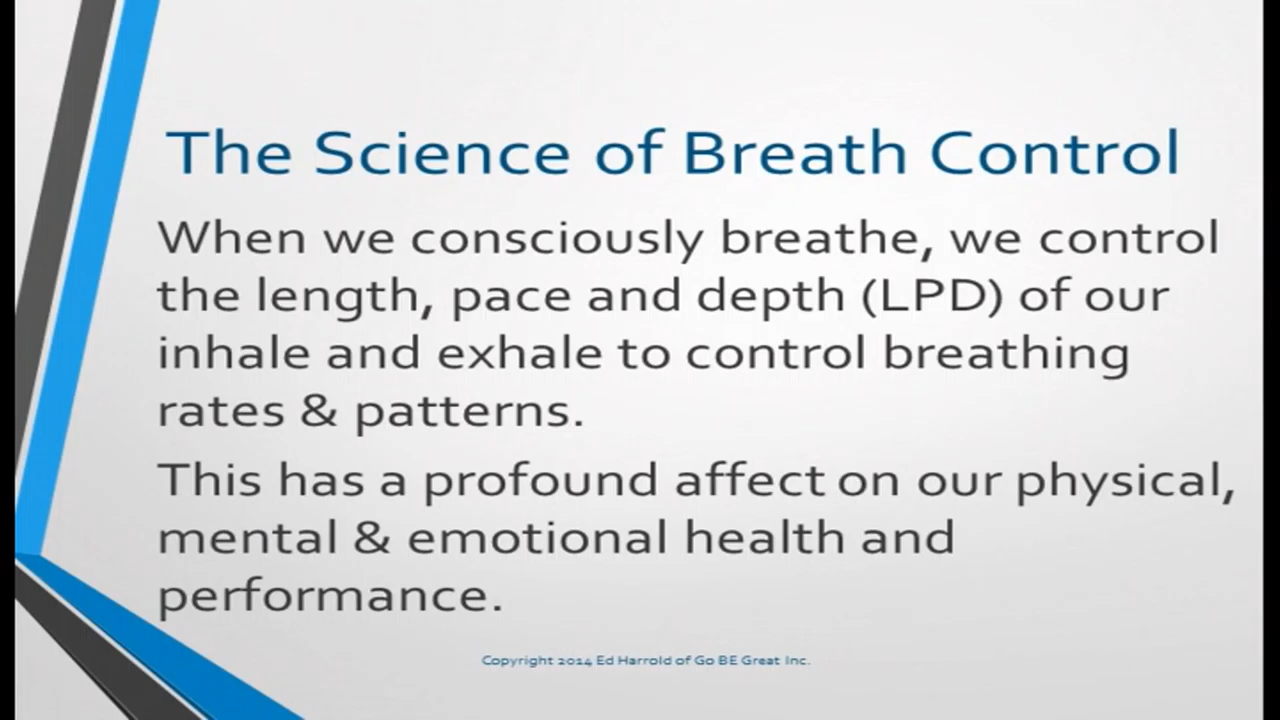 The Science of Breath Control
When we consciously breathe, we control
the length, pace and depth (LPD) of our
inhale and exhale to control breathing
rates & patterns.
This has a profound affect on our physical,
mental & emotional health and
performance.
Copyright 2014 Ed Harrold of Go BE Great Inc.